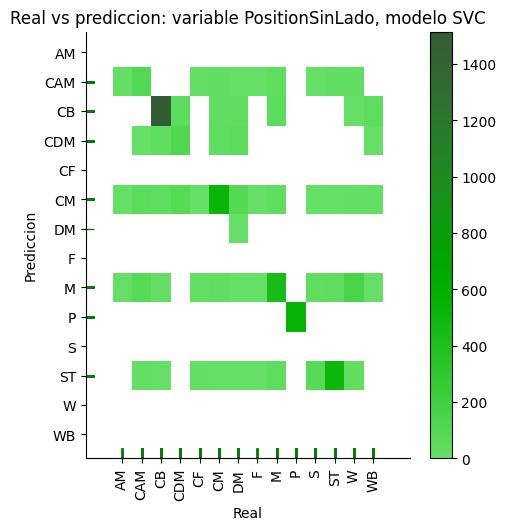 Real vs prediccion: variable PositionSinLado, modelo SVC
AM
CAM
CB
CDM
CF
CM
DM
F
M
P
S
ST
W
WB
Prediccion
AM
CAM
CB
CDM
CF
CM
DM
F
M
P
S
ST
W
WB
Real
1400
1200
1000
800
600
400
200
0